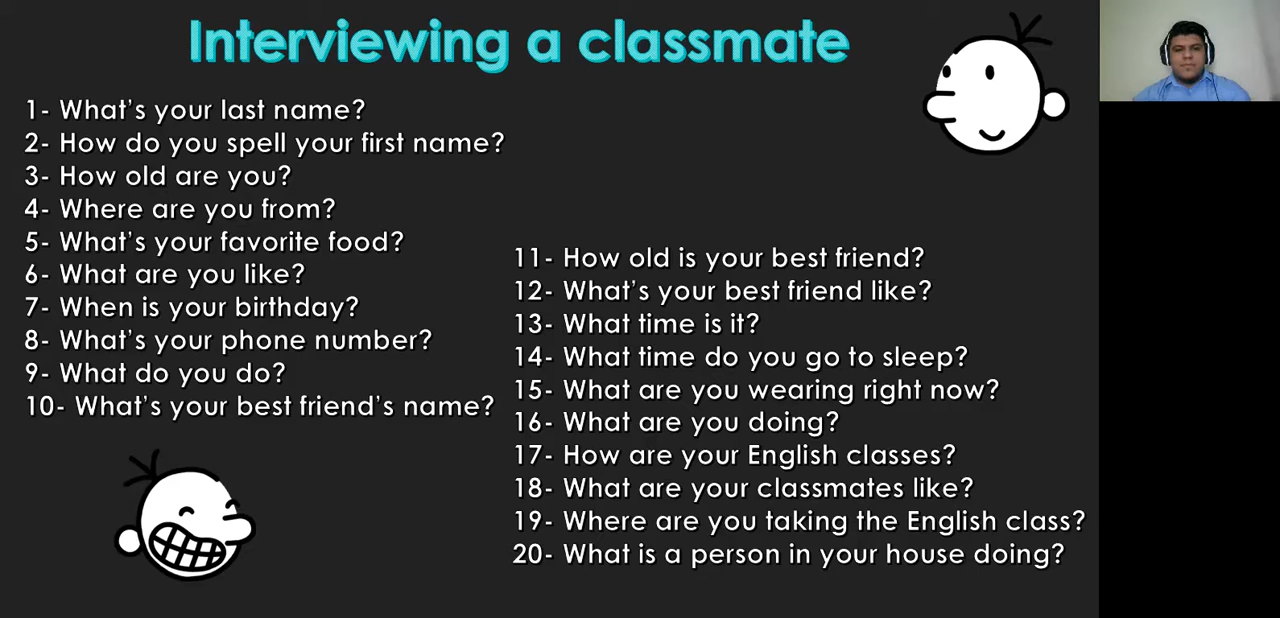 Interviewing a classmate
1- What's your last name?
2- How do you spell your first name?
3- How old are you?
4- Where are you from?
5- What's your favorite food?
6- What are you like?
7- When is your birthday?
8- What's your phone number?
9- What do you do?
10- What's your best friend's name?
11- How old is your best friend?
12- What's your best friend like?
13- What time is it?
14- What time do you go to sleep?
15- What are you wearing right now?
16- What are you doing?
17- How are your English classes?
18- What are your classmates like?
19- Where are you taking the English class?
20- What is a person in your house doing?